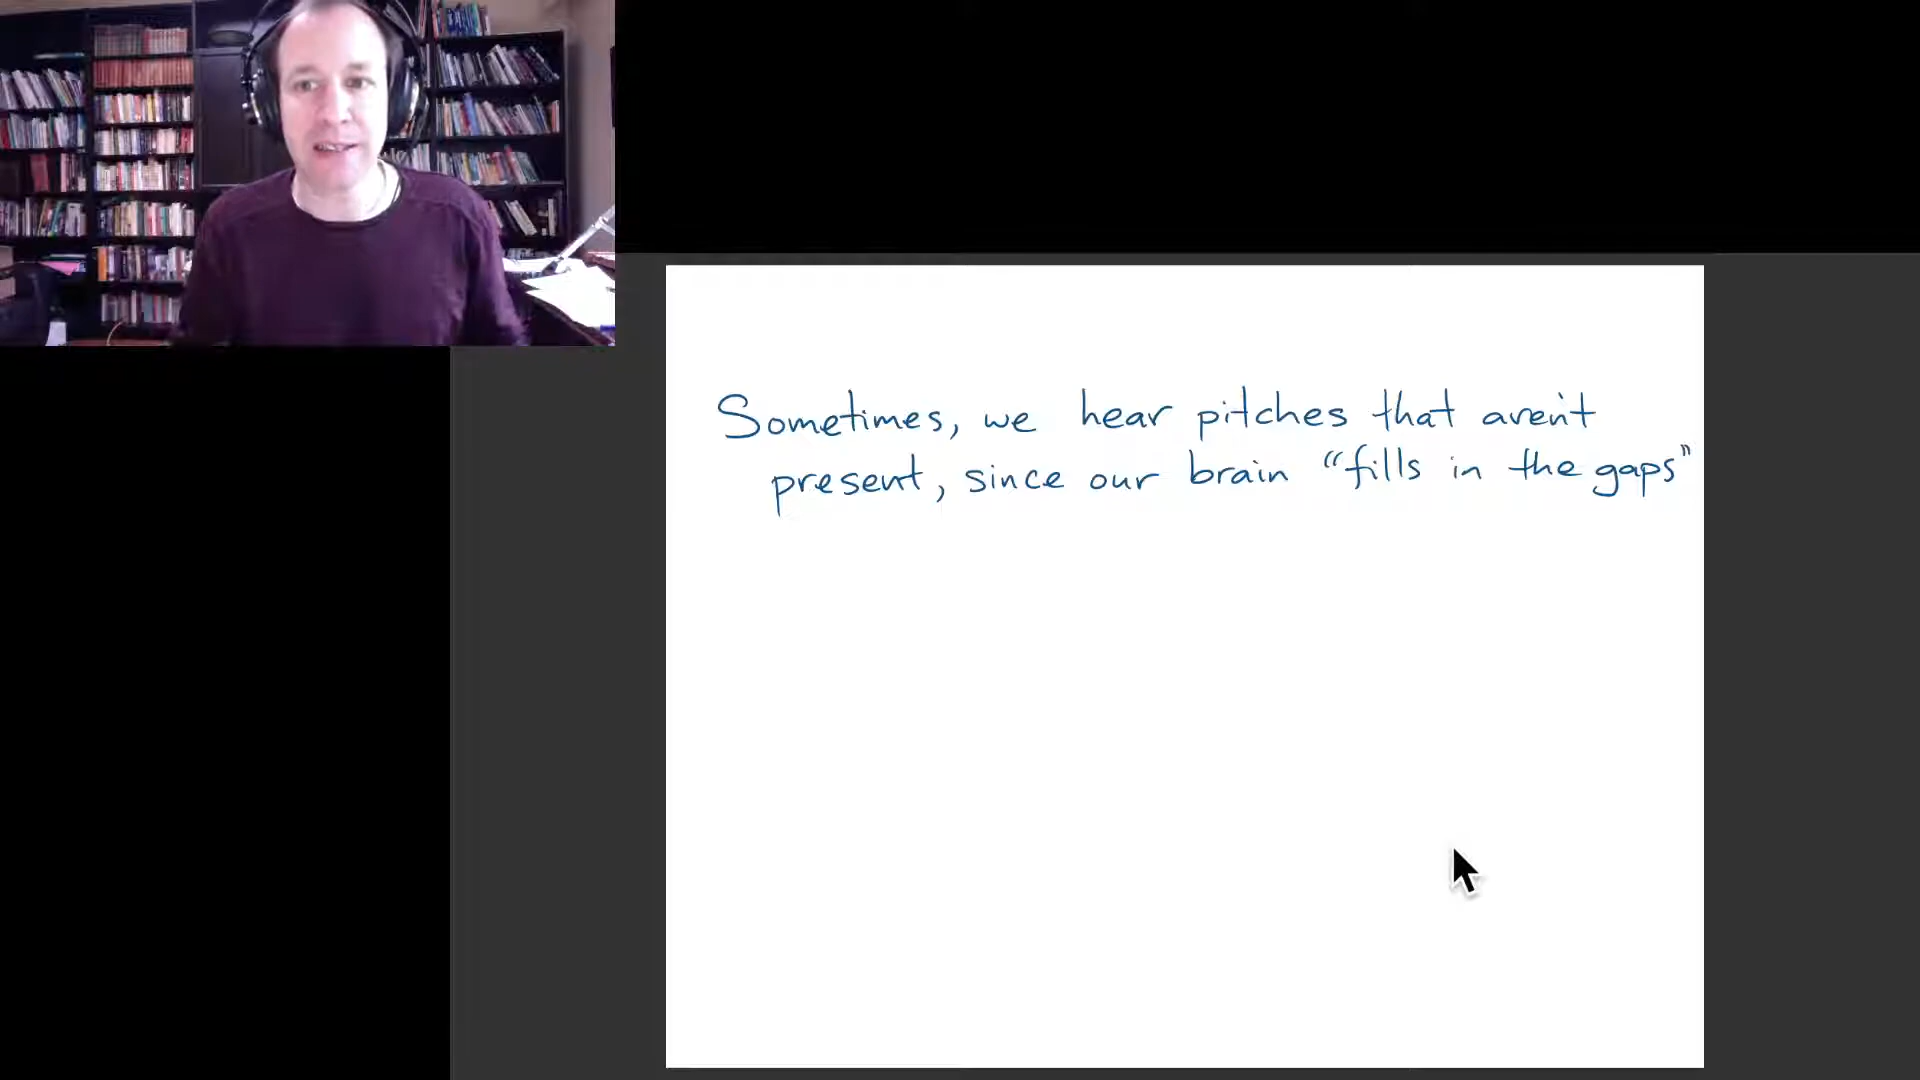 Sometimes, we hear pitches that aren't
present, since our brain “fills in the gaps”